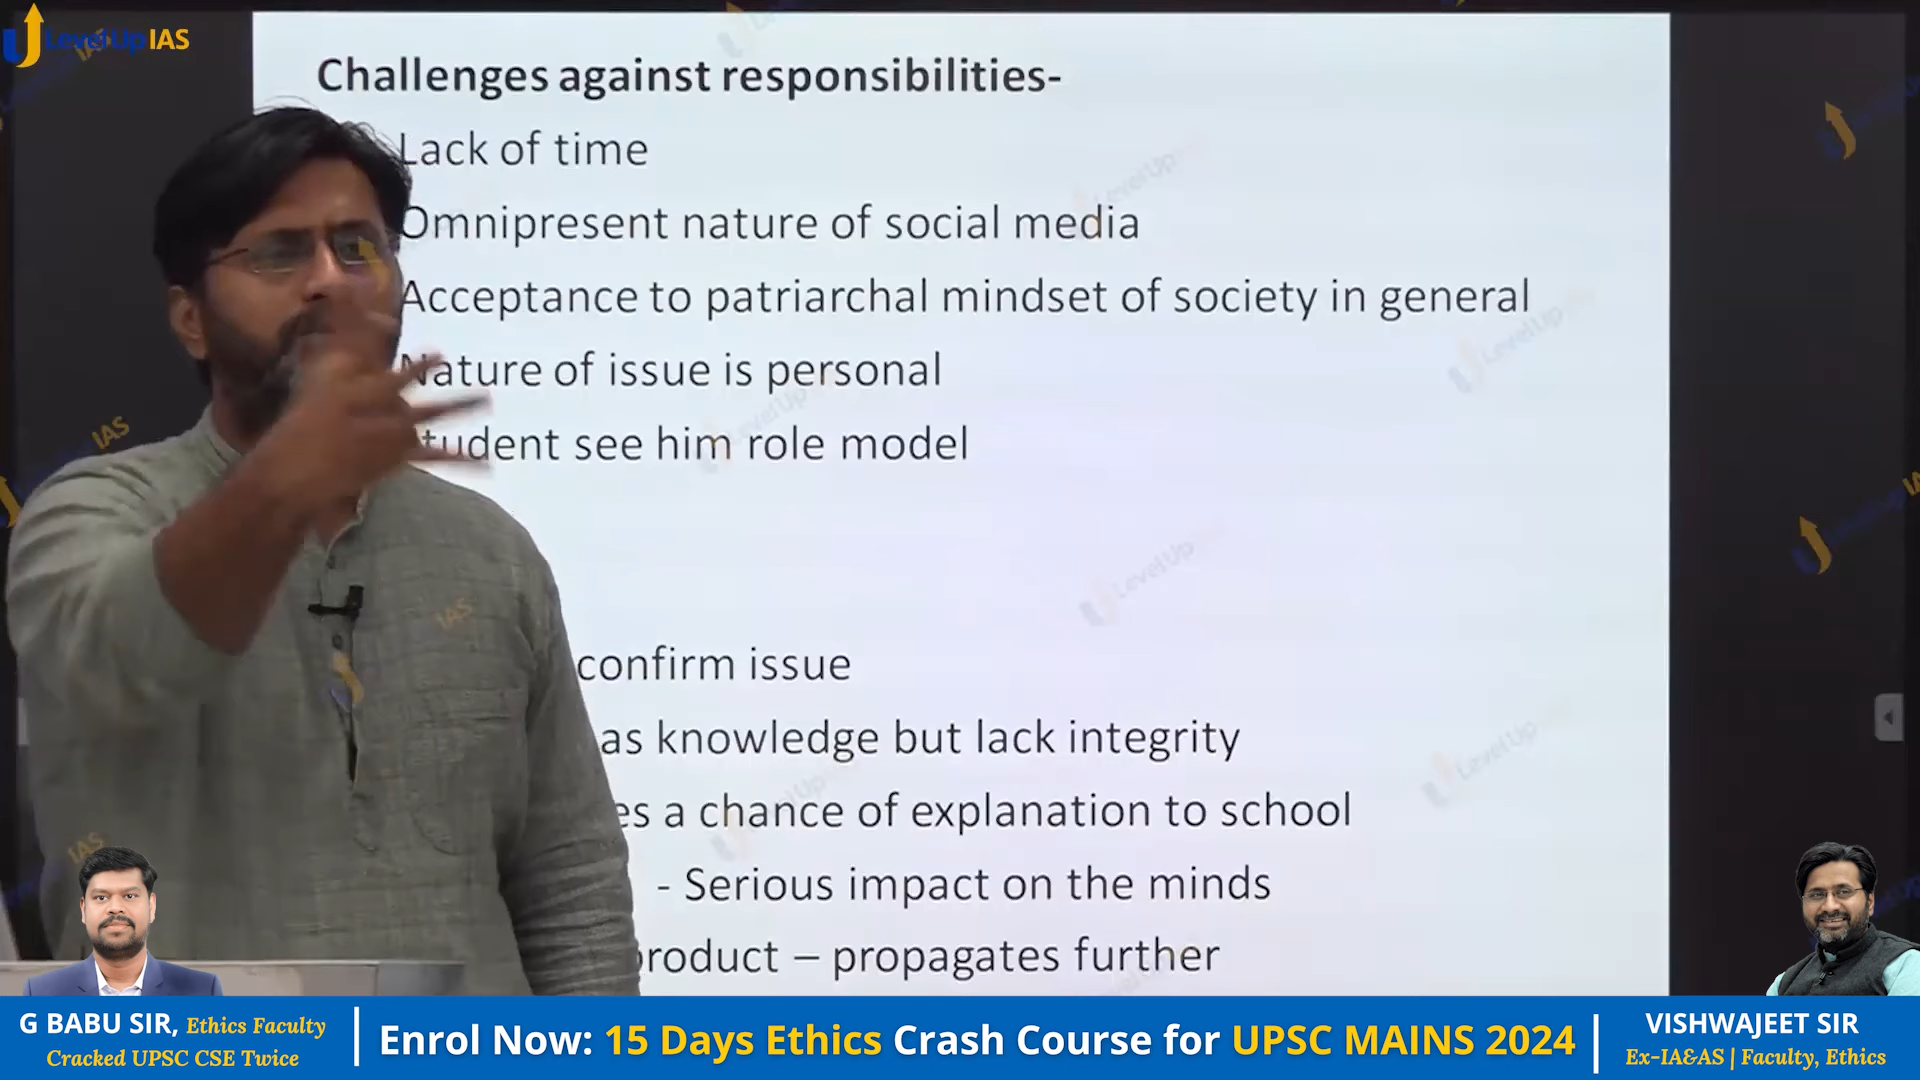 LevelUp IAS
Challenges against responsibilities-
Lack of time
Omnipresent nature of social media
Acceptance to patriarchal mindset of society in general
Nature of issue is personal
student see him role model
confirm issue
as knowledge but lack integrity
es a chance of explanation to school
- Serious impact on the minds
product – propagates further
G BABU SIR, Ethics Faculty
Cracked UPSC CSE Twice
Enrol Now: 15 Days Ethics Crash Course for UPSC MAINS 2024
VISHWAJEET SIR
Ex-IA&AS | Faculty, Ethics